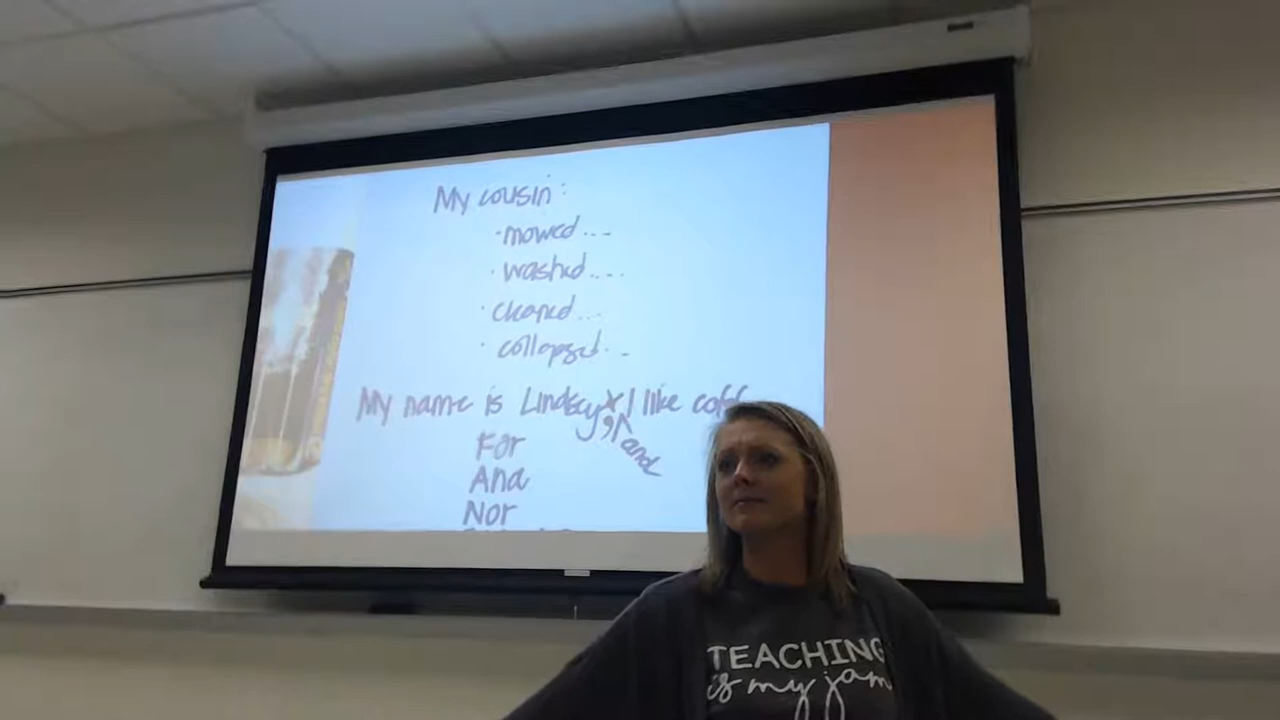 My cousin:
· mowed...
· washed....
· cleaned...
· collapsed...
My name is Lindsey x I like
, ^ and
For
And
Nor
TEACHING
is my jam